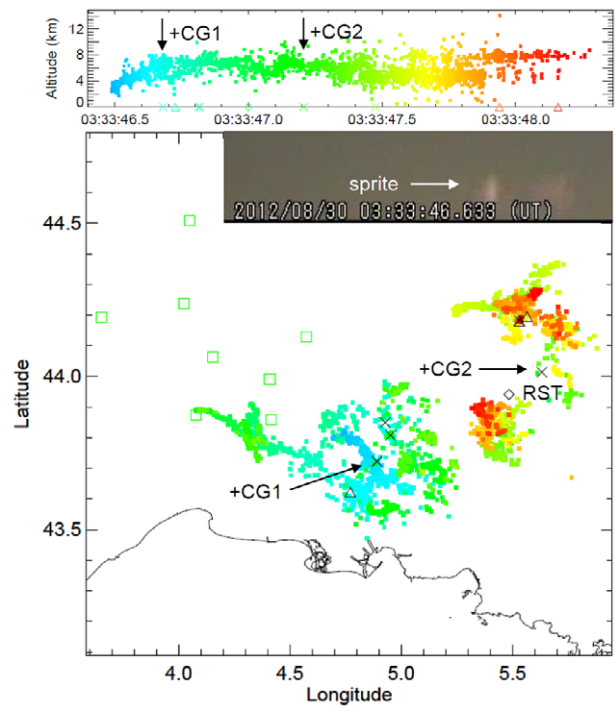 +CG1 +CG2
Altitude (km)
12
8
4
0
03:33:46.5 03:33:47.0 03:33:47.5 03:33:48.0
sprite
2012/08/30 03:33:46.633 (UT)
44.5
44.0
43.5
Latitude
+CG2
RST
+CG1
4.0 4.5 5.0 5.5
Longitude